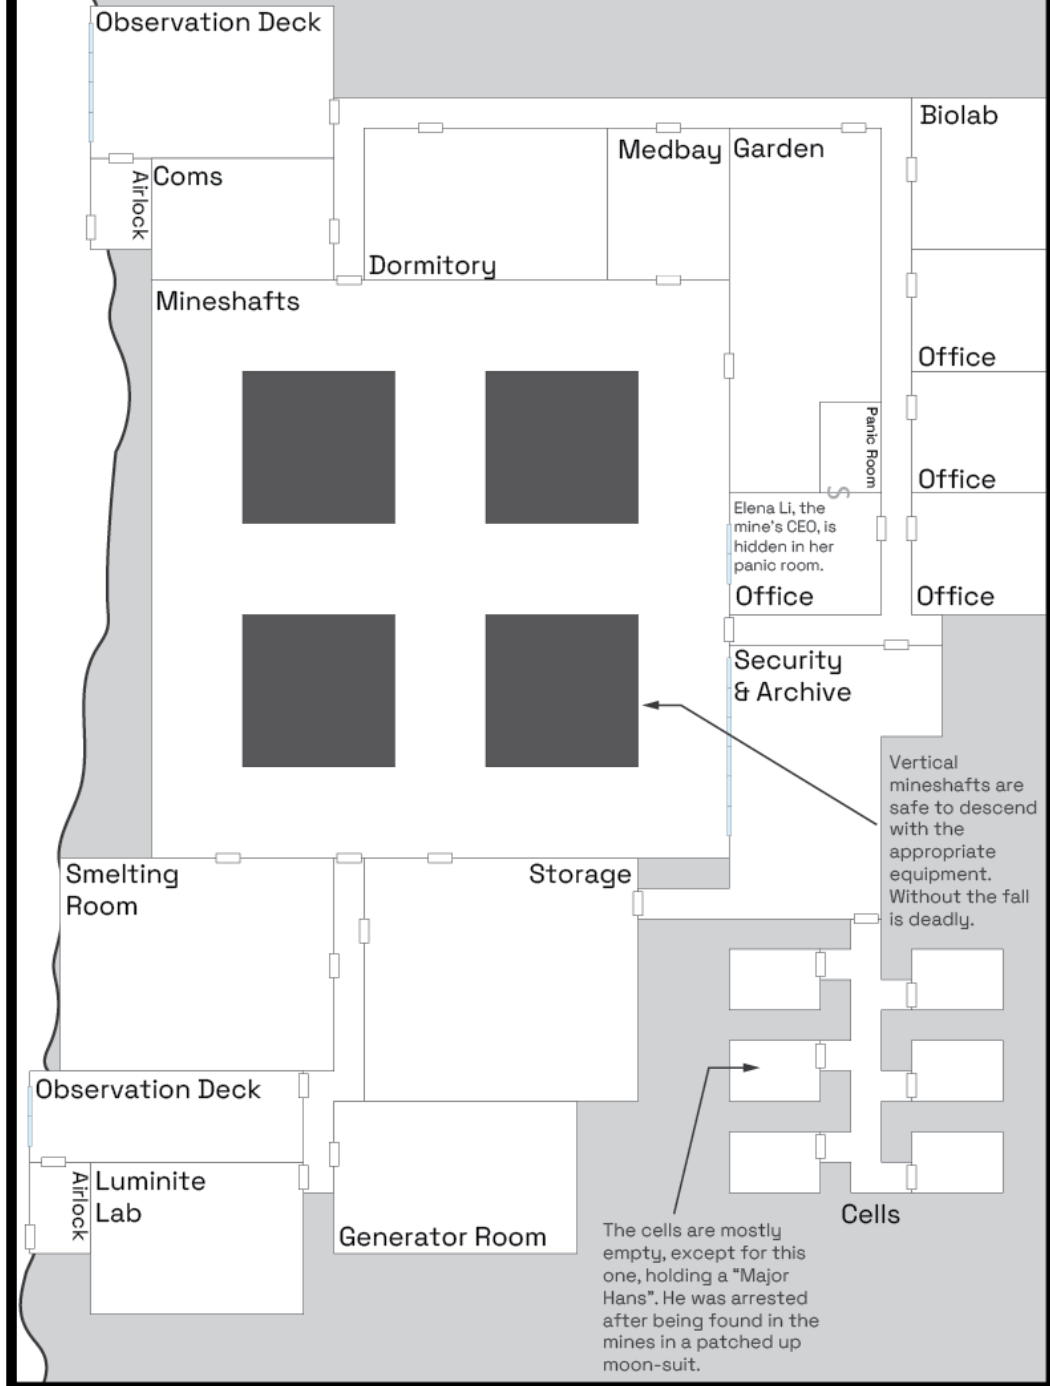 Observation Deck
Biolab
Medbay
Garden
Airlock
Coms
Dormitory
Mineshafts
Office
Panic Room
Office
S
Elena Li, the
mine's CEO, is
hidden in her
panic room.
Office
Office
Security
& Archive
Vertical
mineshafts are
safe to descend
with the
appropriate
equipment.
Without the fall
is deadly.
Smelting
Room
Storage
Observation Deck
Airlock
Luminite
Lab
Generator Room
Cells
The cells are mostly
empty, except for this
one, holding a "Major
Hans". He was arrested
after being found in the
mines in a patched up
moon-suit.